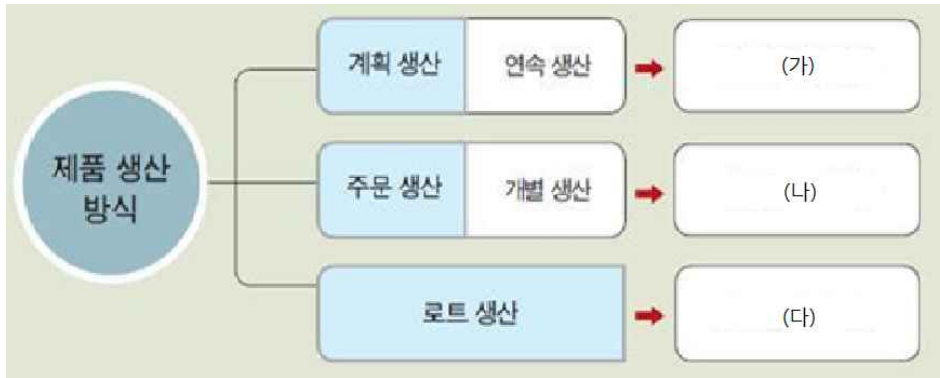 제품 생산
방식
계획 생산
연속 생산
(가)
주문 생산
개별 생산
(나)
로트 생산
(다)